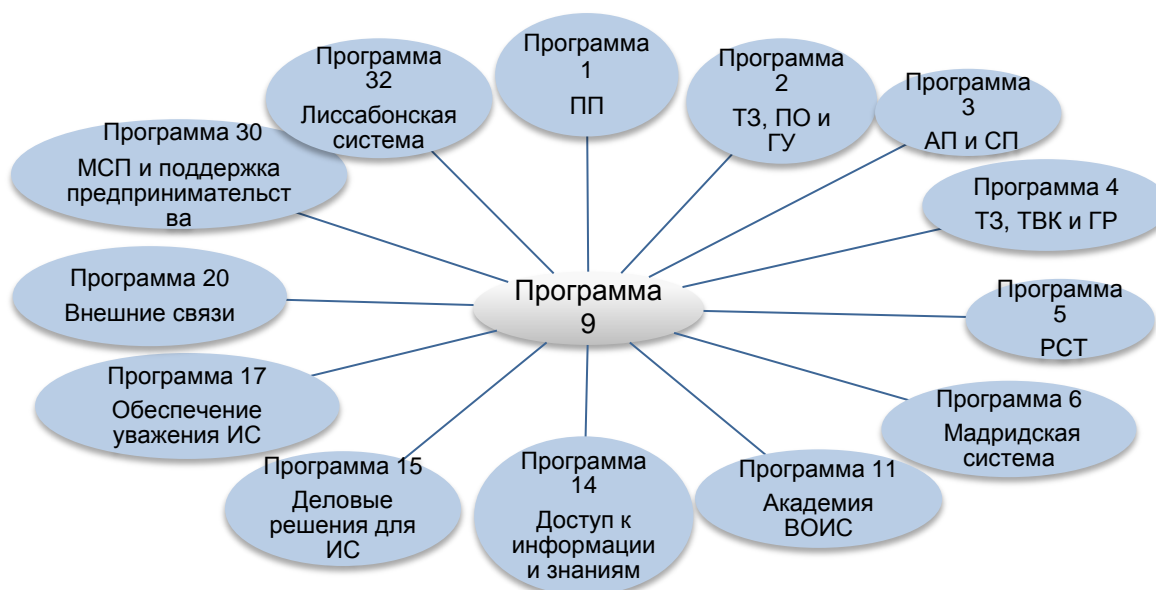 Программа
1
ПП
Программа
2
ТЗ, ПО и
ГУ
Программа
3
АП и СП
Программа 4
ТЗ, ТВК и ГР
Программа
5
РСТ
Программа 6
Мадридская
система
Программа 11
Академия
ВОИС
Программа
14
Доступ к
информации
и знаниям
Программа 15
Деловые
решения для
ИС
Программа 17
Обеспечение
уважения ИС
Программа 20
Внешние связи
Программа 30
МСП и поддержка
предпринимательст
ва
Программа
32
Лиссабонская
система
Программа
9